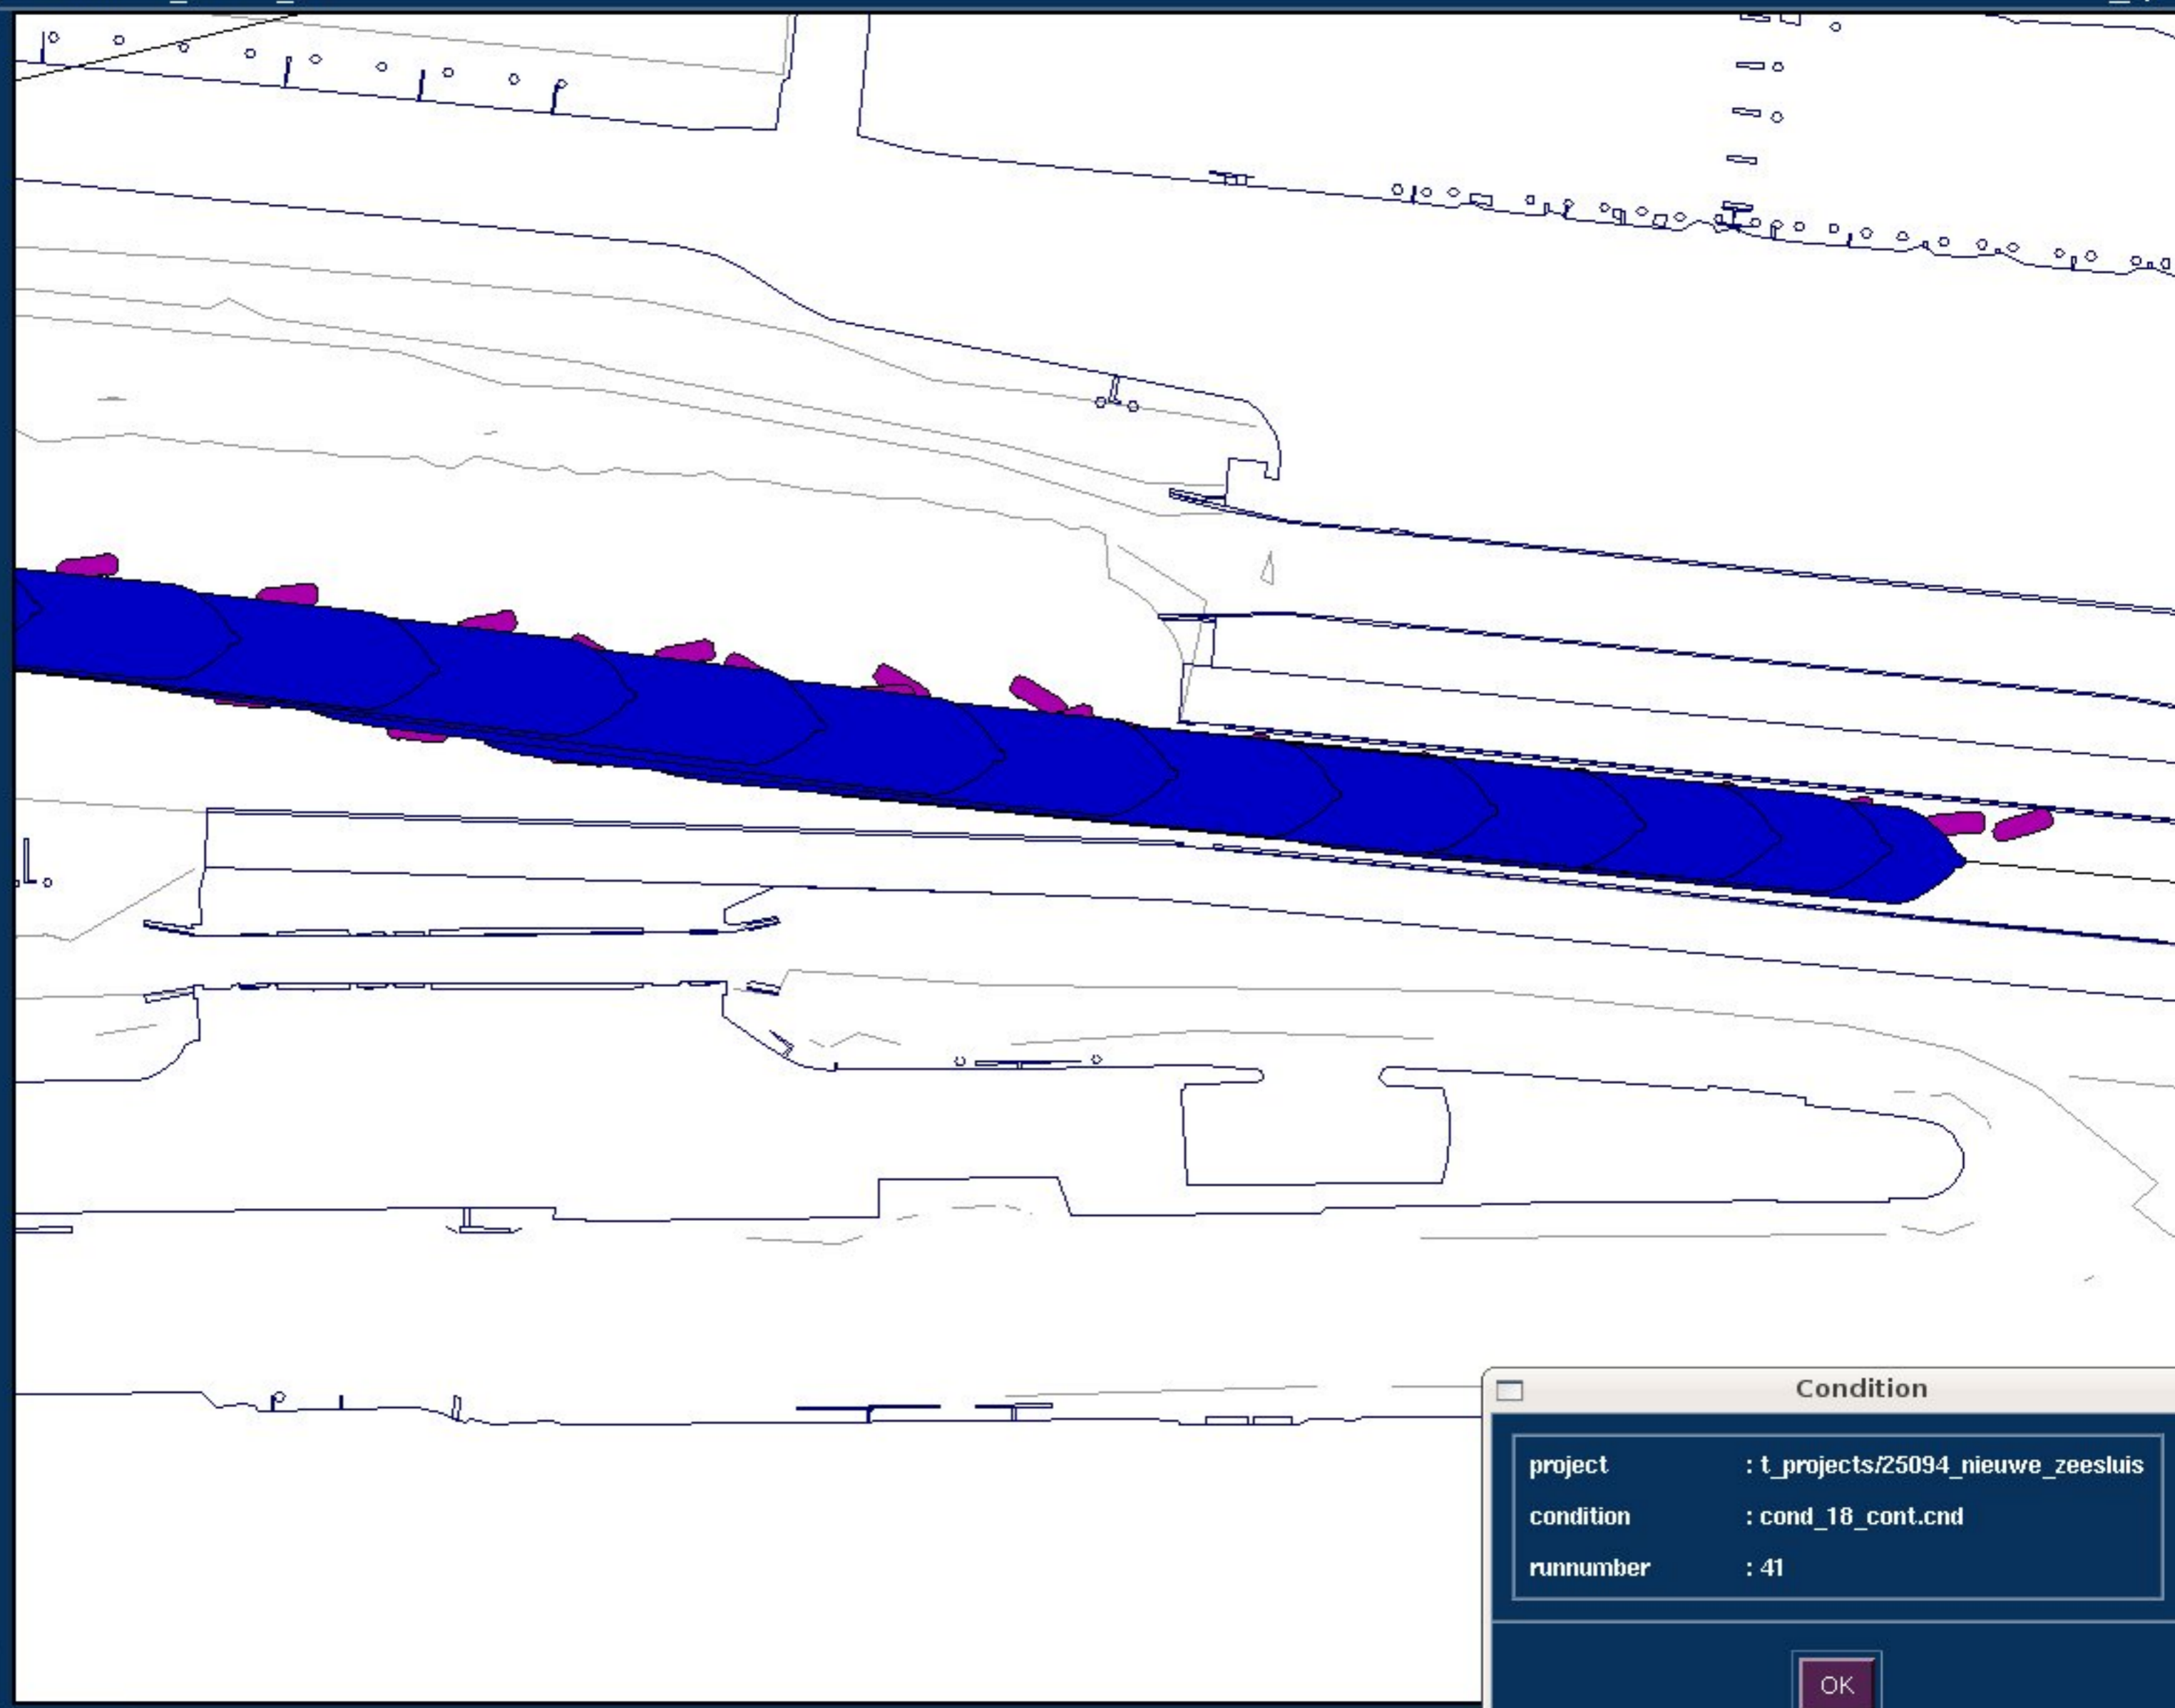 Condition
project : t_projects/25094_nieuwe_zeesluis
condition : cond_18_cont.cnd
runnumber : 41
OK